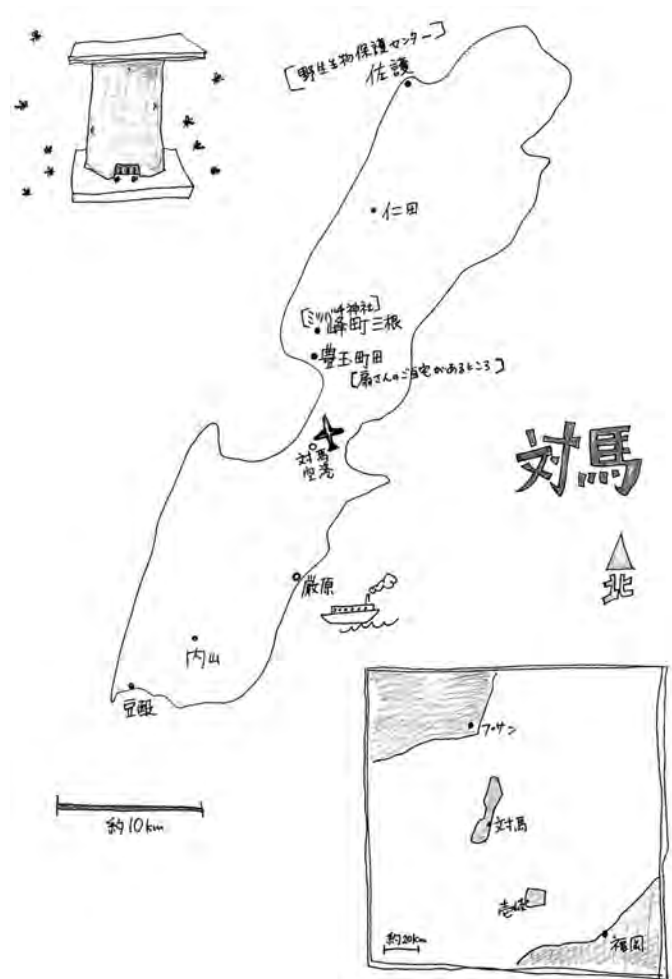 [野生生物保護センター]
佐護
仁田
[ミツバチ神社]
峰町三根
豊玉町田
[扇さんのご自宅があるところ]
対馬
空港
対馬
北
厳原
内山
豆酘
約10km
プサン
対馬
壱岐
約20km
福岡